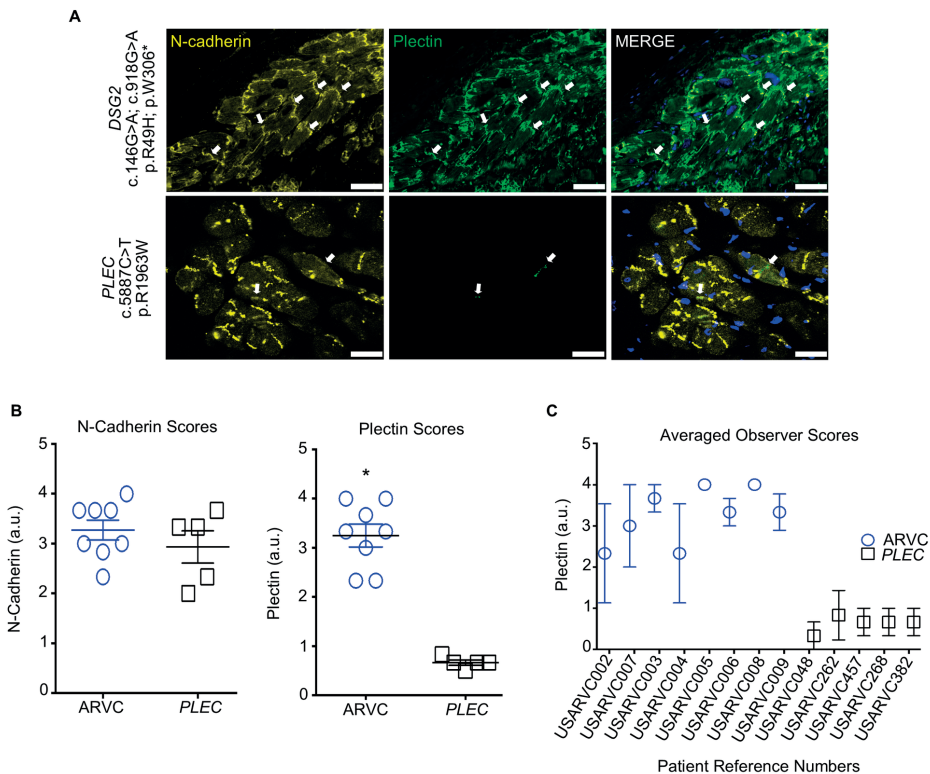 A
DSG2
c.146G>A; c.918G>A
p.R49H; p.W306*
N-cadherin
Plectin
MERGE
PLEC
c.5887C>T
p.R1963W
B
N-Cadherin Scores
N-Cadherin (a.u.)
5
4
3
2
1
0
ARVC
PLEC
Plectin Scores
Plectin (a.u.)
5
4
3
2
1
0
*
ARVC
PLEC
C
Averaged Observer Scores
Plectin (a.u.)
5
4
3
2
1
0
ARVC
PLEC
USARVC002
USARVC007
USARVC003
USARVC004
USARVC005
USARVC006
USARVC008
USARVC009
USARVC048
USARVC262
USARVC457
USARVC268
USARVC382
Patient Reference Numbers